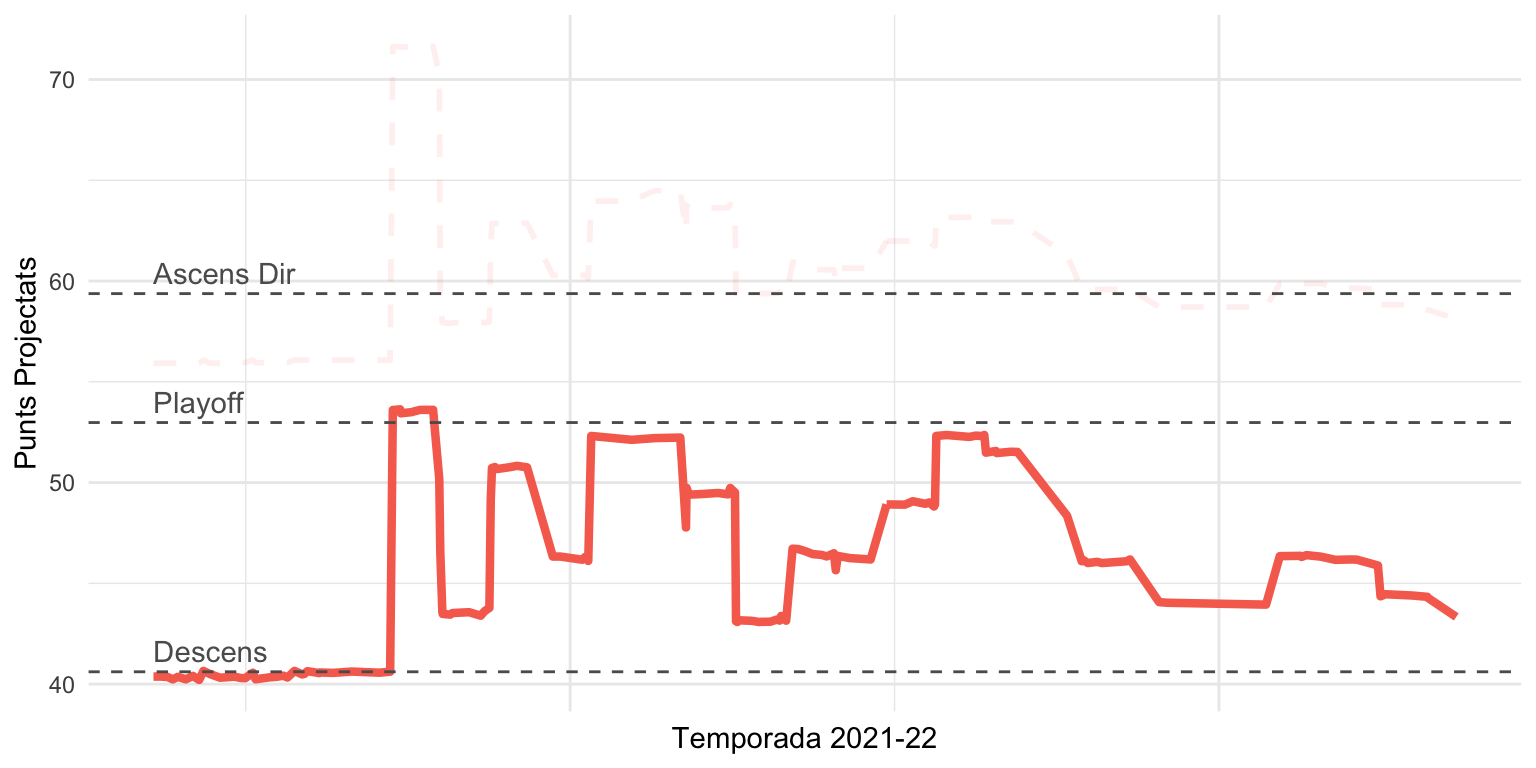 70
60
50
40
Punts Projectats
Ascens Dir
Playoff
Descens
Temporada 2021-22